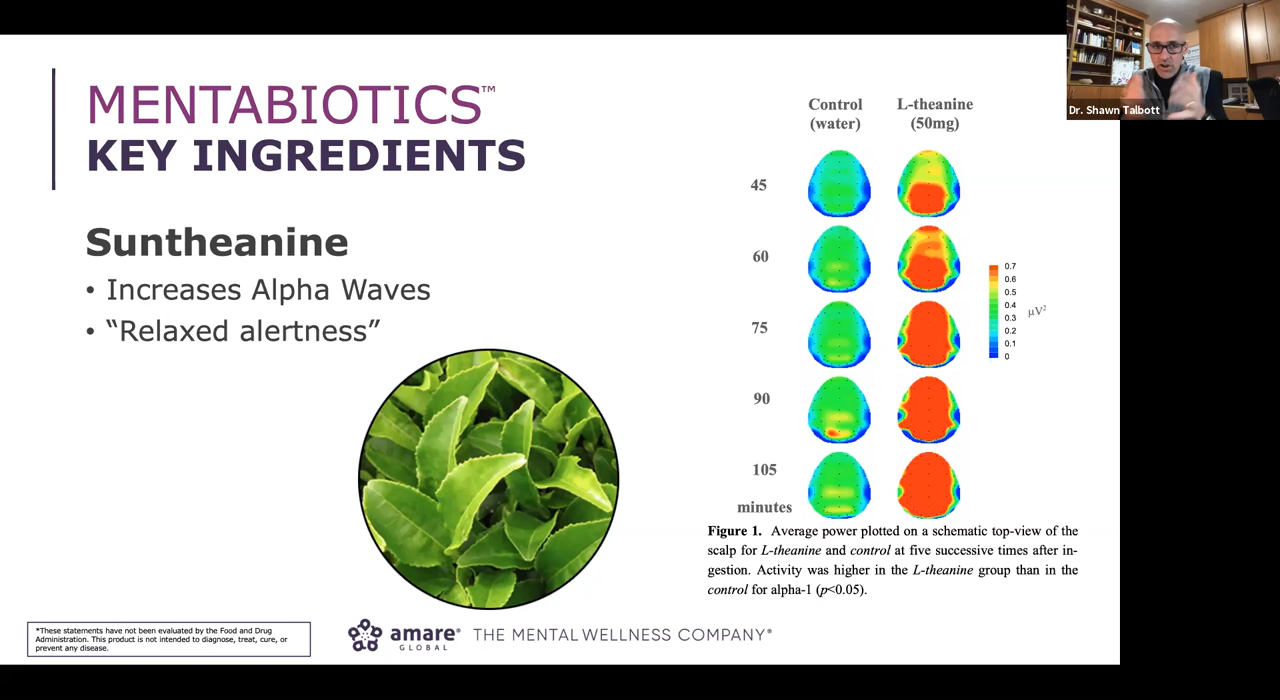 MENTABIOTICS™
KEY INGREDIENTS
Suntheanine
• Increases Alpha Waves
• “Relaxed alertness”
*These statements have not been evaluated by the Food and Drug
Administration. This product is not intended to diagnose, treat, cure, or
prevent any disease.
amare®
GLOBAL
THE MENTAL WELLNESS COMPANY®
Control
(water)
L-theanine
(50mg)
45
60
75
90
105
minutes
0.7
0.6
0.5
0.4
0.3
0.2
0.1
0
µV²
Figure 1. Average power plotted on a schematic top-view of the
scalp for L-theanine and control at five successive times after in-
gestion. Activity was higher in the L-theanine group than in the
control for alpha-1 (p<0.05).
Dr. Shawn Talbott